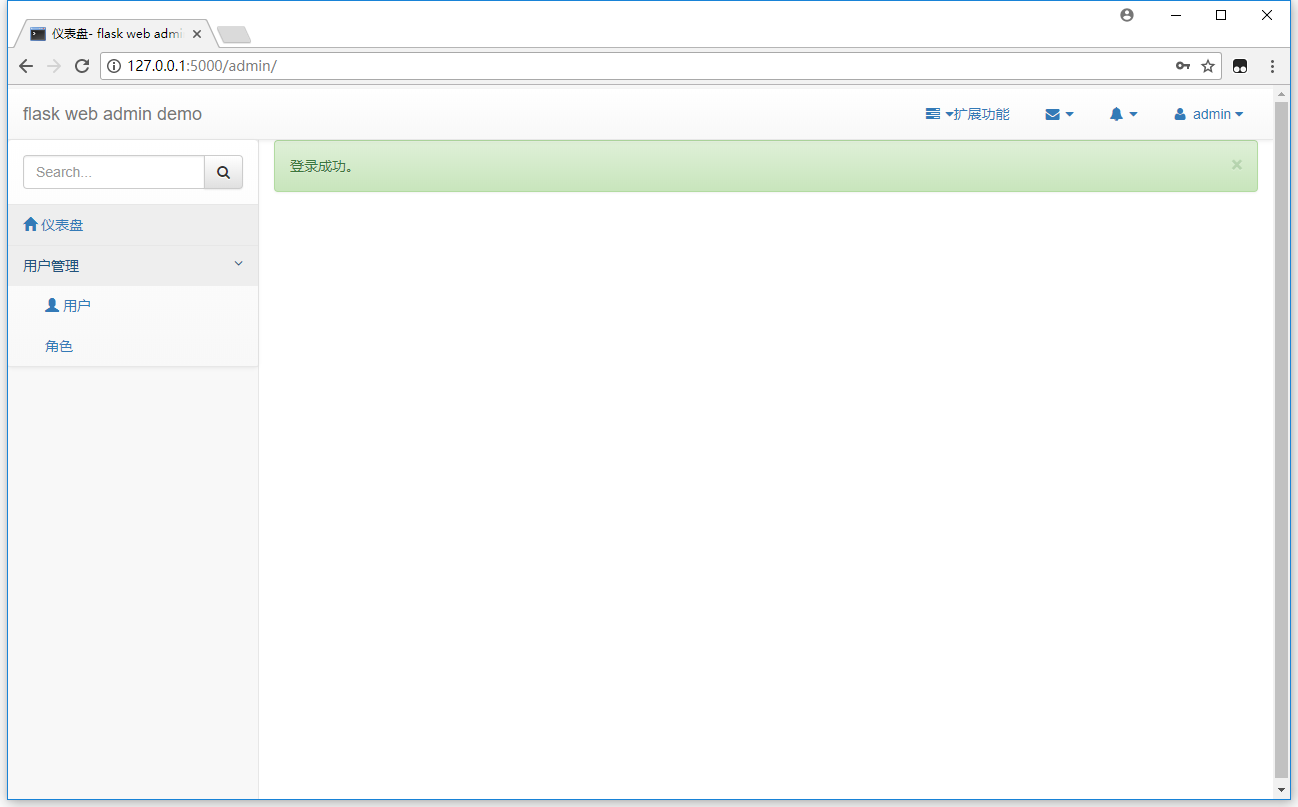 仪表盘- flask web admi
127.0.0.1:5000/admin/
flask web admin demo
扩展功能
admin
Search...
登录成功。
仪表盘
用户管理
用户
角色